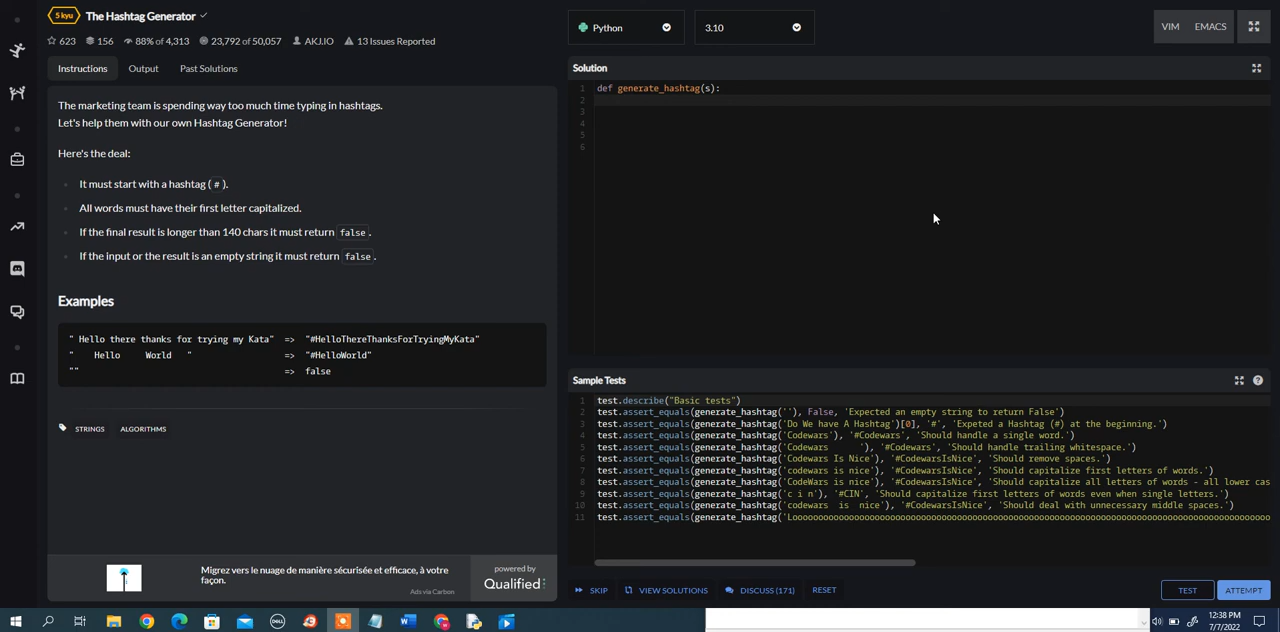 5 kyu The Hashtag Generator
623 156 88% of 4,313 23,792 of 50,057 AKJ.IO 13 Issues Reported
Instructions Output Past Solutions
The marketing team is spending way too much time typing in hashtags.
Let's help them with our own Hashtag Generator!
Here's the deal:
It must start with a hashtag ( # ).
All words must have their first letter capitalized.
If the final result is longer than 140 chars it must return false.
If the input or the result is an empty string it must return false.
Examples
" Hello there thanks for trying my Kata" => "#HelloThereThanksForTryingMyKata"
" Hello World " => "#HelloWorld"
"" => false
STRINGS ALGORITHMS
Migrez vers le nuage de manière sécurisée et efficace, à votre
façon.
Ads via Carbon
powered by
Qualified
Python 3.10 VIM EMACS
Solution
1 def generate_hashtag(s):
2
3
4
5
6
Sample Tests
1 test.describe("Basic tests")
2 test.assert_equals(generate_hashtag(''), False, 'Expected an empty string to return False')
3 test.assert_equals(generate_hashtag('Do We have A Hashtag')[0], '#', 'Expeted a Hashtag (#) at the beginning.')
4 test.assert_equals(generate_hashtag('Codewars'), '#Codewars', 'Should handle a single word.')
5 test.assert_equals(generate_hashtag('Codewars      '), '#Codewars', 'Should handle trailing whitespace.')
6 test.assert_equals(generate_hashtag('Codewars Is Nice'), '#CodewarsIsNice', 'Should remove spaces.')
7 test.assert_equals(generate_hashtag('codewars is nice'), '#CodewarsIsNice', 'Should capitalize first letters of words.')
8 test.assert_equals(generate_hashtag('CodeWars is nice'), '#CodewarsIsNice', 'Should capitalize all letters of words - all lower cas
9 test.assert_equals(generate_hashtag('c i n'), '#CIN', 'Should capitalize first letters of words even when single letters.')
10 test.assert_equals(generate_hashtag('codewars  is  nice'), '#CodewarsIsNice', 'Should deal with unnecessary middle spaces.')
11 test.assert_equals(generate_hashtag('Looooooooooooooooooooooooooooooooooooooooooooooooooooooooooooooooooooooooooooooooooo
SKIP VIEW SOLUTIONS DISCUSS (171) RESET TEST ATTEMPT
12:38 PM
7/7/2022